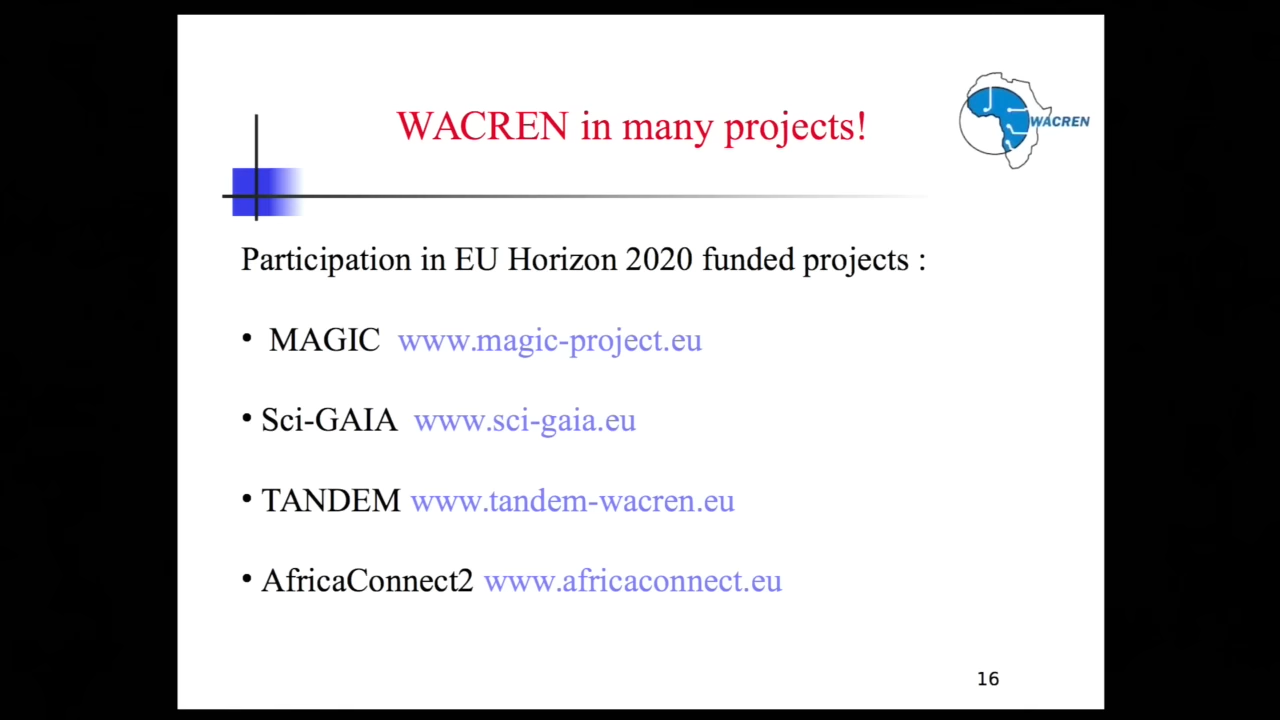 WACREN in many projects!
WACREN
Participation in EU Horizon 2020 funded projects :
• MAGIC www.magic-project.eu
• Sci-GAIA www.sci-gaia.eu
• TANDEM www.tandem-wacren.eu
• AfricaConnect2 www.africaconnect.eu
16